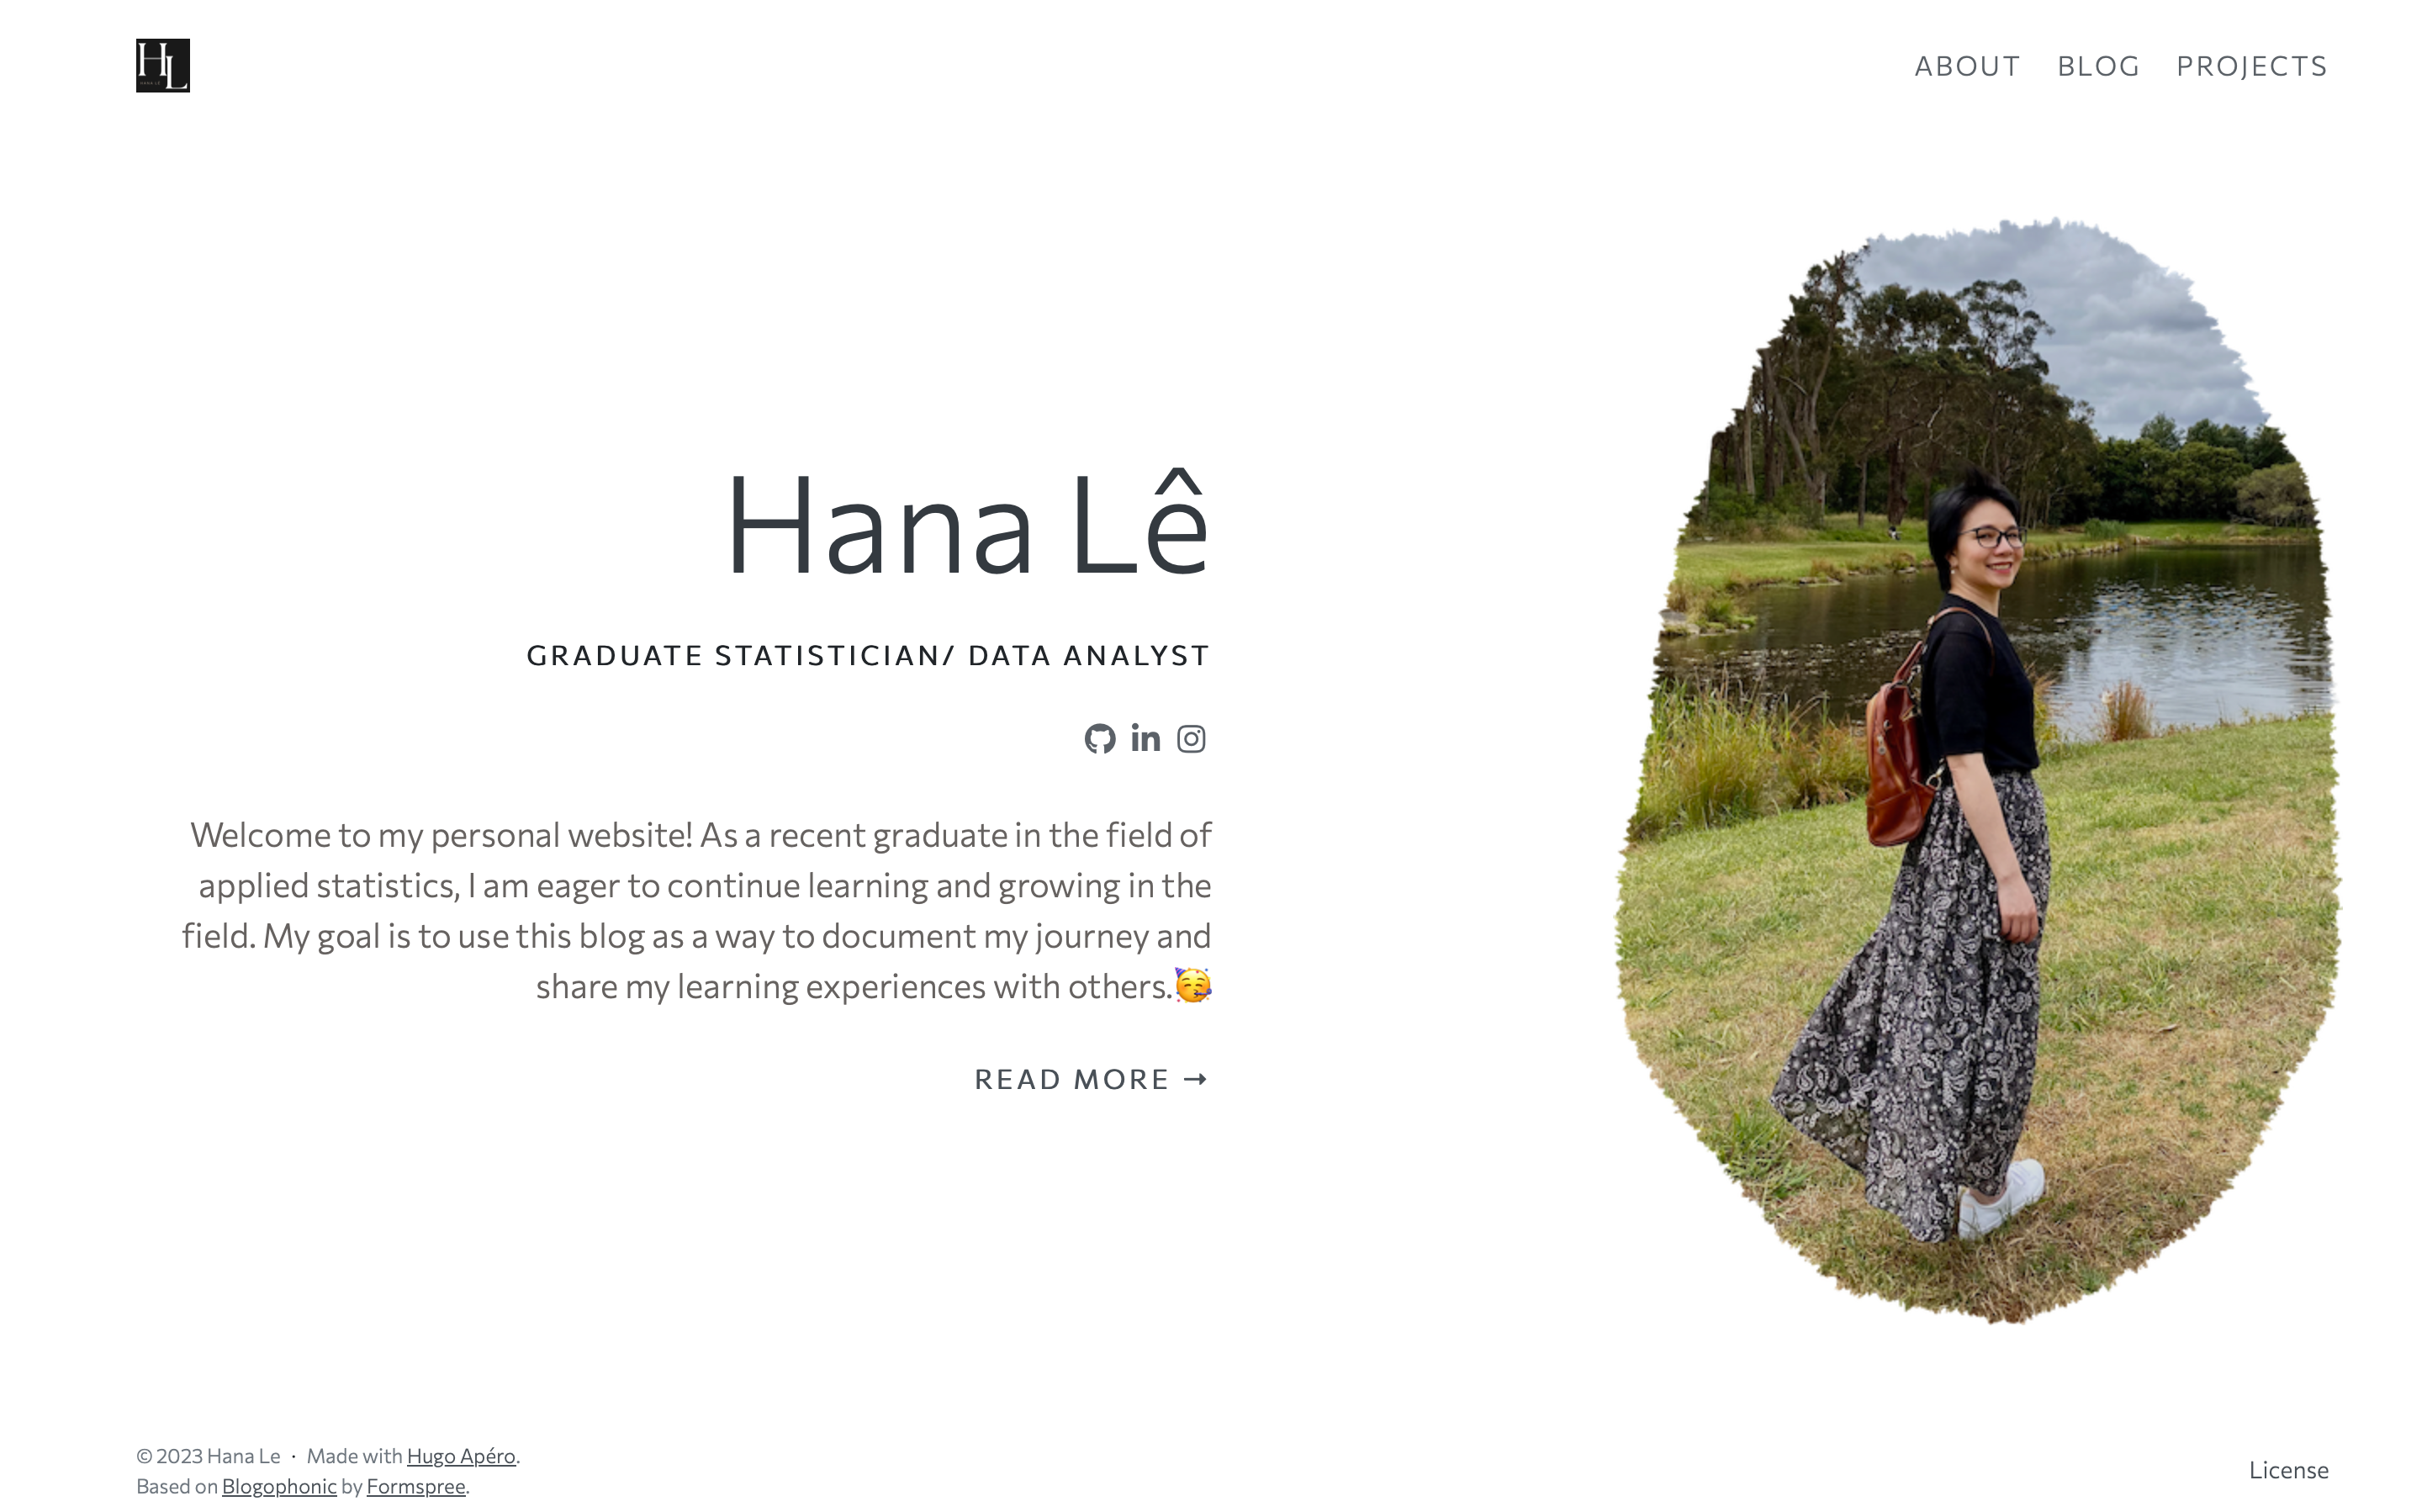 HL
HANA LÊ
ABOUT BLOG PROJECTS
Hana Lê
GRADUATE STATISTICIAN/ DATA ANALYST
in
Welcome to my personal website! As a recent graduate in the field of
applied statistics, I am eager to continue learning and growing in the
field. My goal is to use this blog as a way to document my journey and
share my learning experiences with others.🥳
READ MORE →
© 2023 Hana Le · Made with Hugo Apéro.
Based on Blogophonic by Formspree.
License